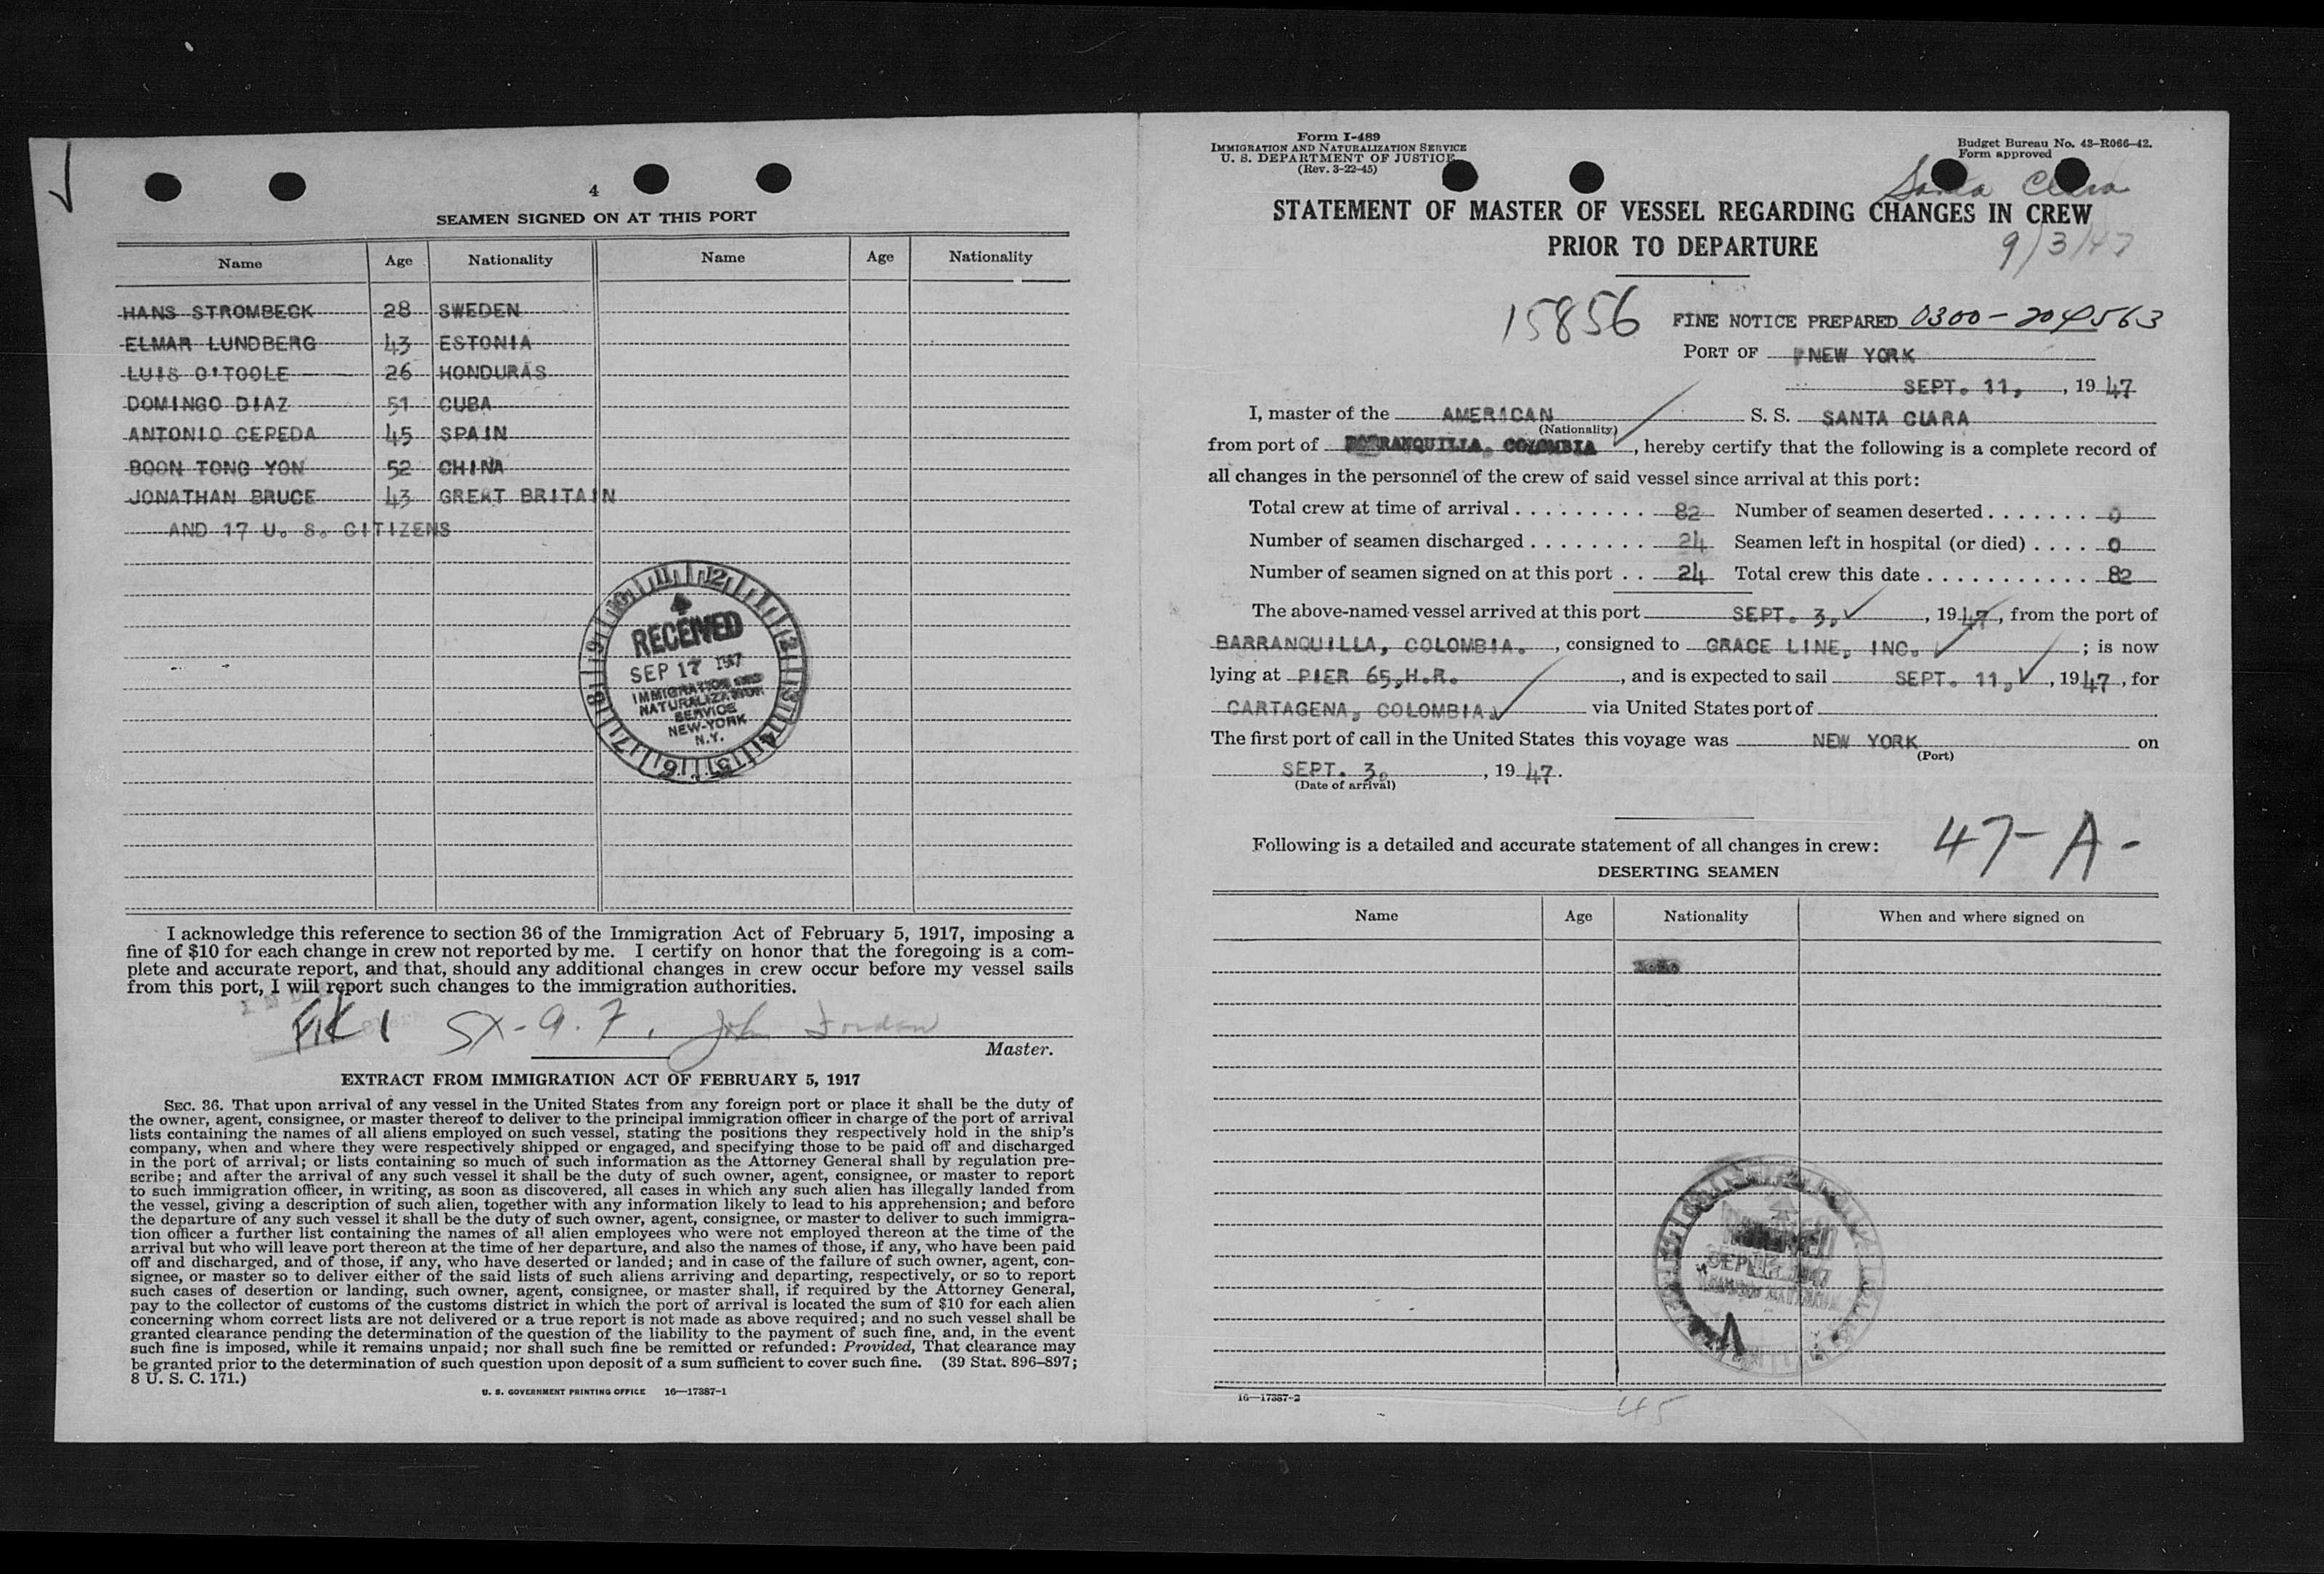 4
SEAMEN SIGNED ON AT THIS PORT
Name Age Nationality Name Age Nationality
HANS STROMBECK 28 SWEDEN
ELMAR LUNDBERG 43 ESTONIA
LUIS O'TOOLE 26 HONDURAS
DOMINGO DIAZ 51 CUBA
ANTONIO CEPEDA 45 SPAIN
BOON TONG YON 52 CHINA
JONATHAN BRUCE 43 GREAT BRITAIN
AND 17 U. S. CITIZENS
11 12 1 2 3 4 5 6 7 8 9 10
RECEIVED
SEP 17 1947
IMMIGRATION AND
NATURALIZATION
SERVICE
NEW-YORK
N.Y.
I acknowledge this reference to section 36 of the Immigration Act of February 5, 1917, imposing a
fine of $10 for each change in crew not reported by me. I certify on honor that the foregoing is a com-
plete and accurate report, and that, should any additional changes in crew occur before my vessel sails
from this port, I will report such changes to the immigration authorities.
SX-9.7. John Jordan
Master.
EXTRACT FROM IMMIGRATION ACT OF FEBRUARY 5, 1917
SEC. 36. That upon arrival of any vessel in the United States from any foreign port or place it shall be the duty of
the owner, agent, consignee, or master thereof to deliver to the principal immigration officer in charge of the port of arrival
lists containing the names of all aliens employed on such vessel, stating the positions they respectively hold in the ship's
company, when and where they were respectively shipped or engaged, and specifying those to be paid off and discharged
in the port of arrival; or lists containing so much of such information as the Attorney General shall by regulation pre-
scribe; and after the arrival of any such vessel it shall be the duty of such owner, agent, consignee, or master to report
to such immigration officer, in writing, as soon as discovered, all cases in which any such alien has illegally landed from
the vessel, giving a description of such alien, together with any information likely to lead to his apprehension; and before
the departure of any such vessel it shall be the duty of such owner, agent, consignee, or master to deliver to such immigra-
tion officer a further list containing the names of all alien employees who were not employed thereon at the time of the
arrival but who will leave port thereon at the time of her departure, and also the names of those, if any, who have been paid
off and discharged, and of those, if any, who have deserted or landed; and in case of the failure of such owner, agent, con-
signee, or master so to deliver either of the said lists of such aliens arriving and departing, respectively, or so to report
such cases of desertion or landing, such owner, agent, consignee, or master shall, if required by the Attorney General,
pay to the collector of customs of the customs district in which the port of arrival is located the sum of $10 for each alien
concerning whom correct lists are not delivered or a true report is not made as above required; and no such vessel shall be
granted clearance pending the determination of the question of the liability to the payment of such fine, and, in the event
such fine is imposed, while it remains unpaid; nor shall such fine be remitted or refunded: Provided, That clearance may
be granted prior to the determination of such question upon deposit of a sum sufficient to cover such fine. (39 Stat. 896-897;
8 U. S. C. 171.)
U. S. GOVERNMENT PRINTING OFFICE 16—17387-1
Form I-489
IMMIGRATION AND NATURALIZATION SERVICE
U. S. DEPARTMENT OF JUSTICE
(Rev. 3-22-45)
Budget Bureau No. 43-R066-42.
Form approved
Santa Clara
STATEMENT OF MASTER OF VESSEL REGARDING CHANGES IN CREW
PRIOR TO DEPARTURE
9/3/47
15856 FINE NOTICE PREPARED 0300-204563
PORT OF NEW YORK
SEPT. 11, , 1947
I, master of the AMERICAN S. S. SANTA CLARA
(Nationality)
from port of BARRANQUILLA, COLOMBIA , hereby certify that the following is a complete record of
all changes in the personnel of the crew of said vessel since arrival at this port:
Total crew at time of arrival . . . . . . . . . . 82 Number of seamen deserted . . . . . . . 0
Number of seamen discharged . . . . . . . . 24 Seamen left in hospital (or died) . . . . 0
Number of seamen signed on at this port . . 24 Total crew this date . . . . . . . . . . . . 82
The above-named vessel arrived at this port SEPT. 3, , 1947, from the port of
BARRANQUILLA, COLOMBIA. , consigned to GRACE LINE, INC. ; is now
lying at PIER 65,H.R. , and is expected to sail SEPT. 11, , 1947, for
CARTAGENA, COLOMBIA. via United States port of
The first port of call in the United States this voyage was NEW YORK on
(Port)
SEPT. 3, , 1947.
(Date of arrival)
Following is a detailed and accurate statement of all changes in crew: 47-A-
DESERTING SEAMEN
Name Age Nationality When and where signed on
16—17387-2
45